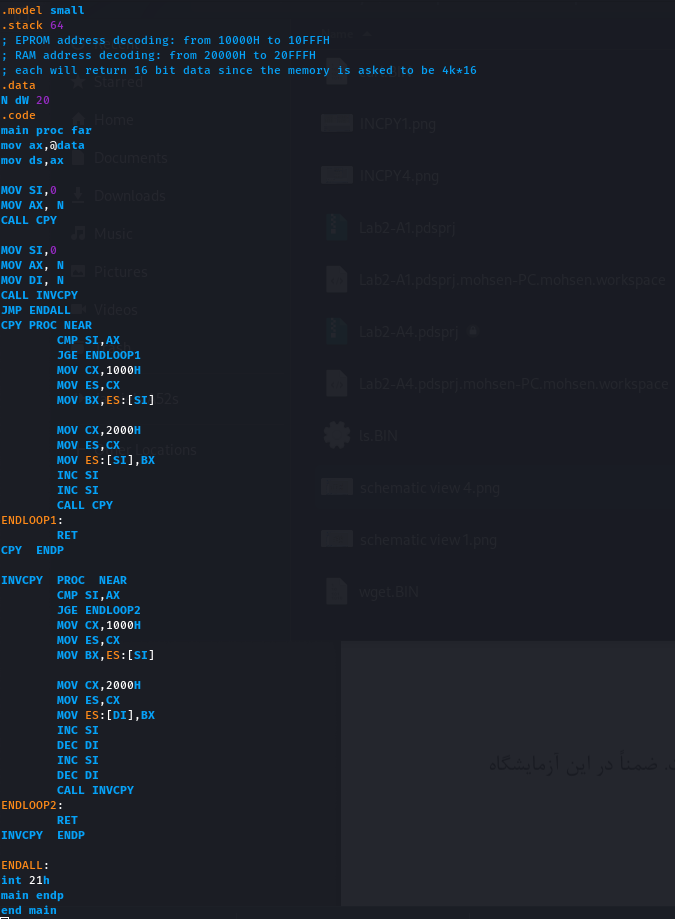 .model small
.stack 64
; EPROM address decoding: from 10000H to 10FFFH
; RAM address decoding: from 20000H to 20FFFH
; each will return 16 bit data since the memory is asked to be 4k*16
.data
N dW 20
.code
main proc far
mov ax,@data
mov ds,ax
MOV SI,0
MOV AX, N
CALL CPY
MOV SI,0
MOV AX, N
MOV DI, N
CALL INVCPY
JMP ENDALL
CPY PROC NEAR
CMP SI,AX
JGE ENDLOOP1
MOV CX,1000H
MOV ES,CX
MOV BX,ES:[SI]
MOV CX,2000H
MOV ES,CX
MOV ES:[SI],BX
INC SI
INC SI
CALL CPY
ENDLOOP1:
RET
CPY  ENDP
INVCPY  PROC  NEAR
CMP SI,AX
JGE ENDLOOP2
MOV CX,1000H
MOV ES,CX
MOV BX,ES:[SI]
MOV CX,2000H
MOV ES,CX
MOV ES:[DI],BX
INC SI
DEC DI
INC SI
DEC DI
CALL INVCPY
ENDLOOP2:
RET
INVCPY  ENDP
ENDALL:
int 21h
main endp
end main
Starred
Home
Documents
Downloads
Music
Pictures
Videos
Locations
INCPY1.png
INCPY4.png
Lab2-A1.pdsprj
Lab2-A1.pdsprj.mohsen-PC.mohsen.workspace
Lab2-A4.pdsprj
Lab2-A4.pdsprj.mohsen-PC.mohsen.workspace
ls.BIN
schematic view 4.png
schematic view 1.png
wget.BIN
ضمناً در این آزمایشگاه